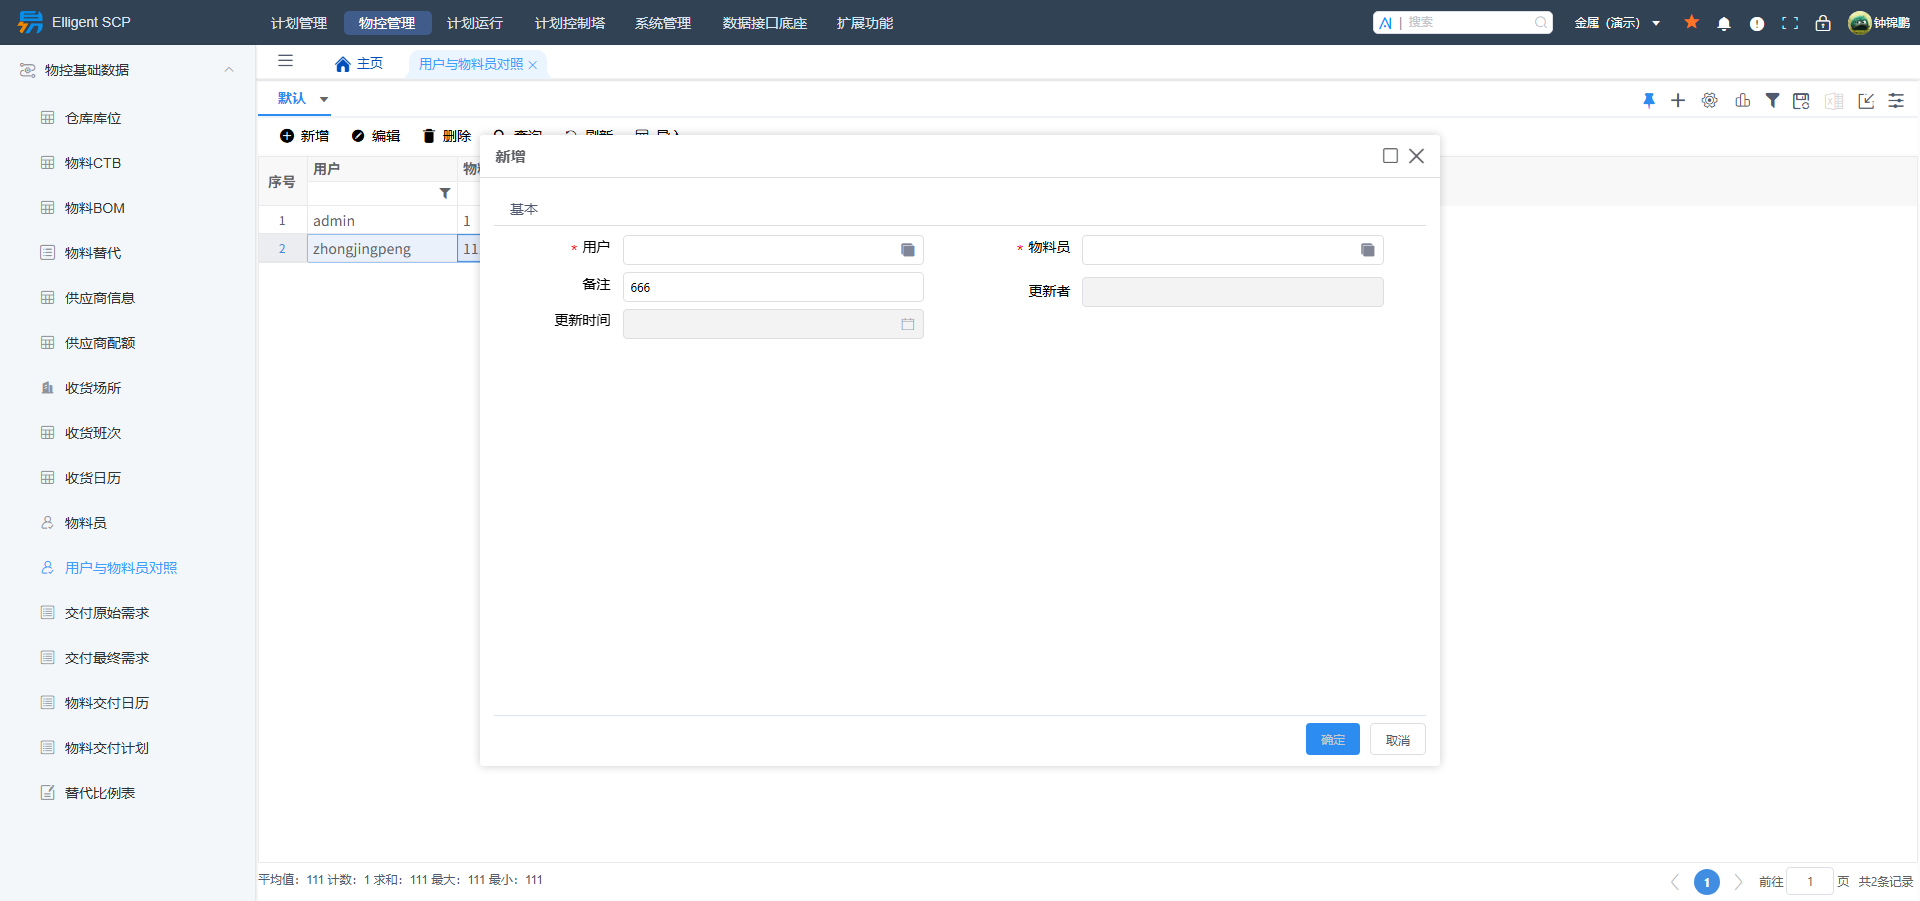 Elligent SCP 计划管理 物控管理 计划运行 计划控制塔 系统管理 数据接口底座 扩展功能 AI | 搜索 金属（演示） 钟锦鹏
物控基础数据
主页 用户与物料员对照
默认
新增 编辑 删除 查询 刷新 导入
仓库库位
物料CTB
物料BOM
物料替代
供应商信息
供应商配额
收货场所
收货班次
收货日历
物料员
用户与物料员对照
交付原始需求
交付最终需求
物料交付日历
物料交付计划
替代比例表
序号 用户 物料
1 admin 1
2 zhongjingpeng 11
新增
基本
* 用户 * 物料员
备注 666 更新者
更新时间
确定 取消
平均值：111 计数：1 求和：111 最大：111 最小：111
1 前往 1 页 共2条记录